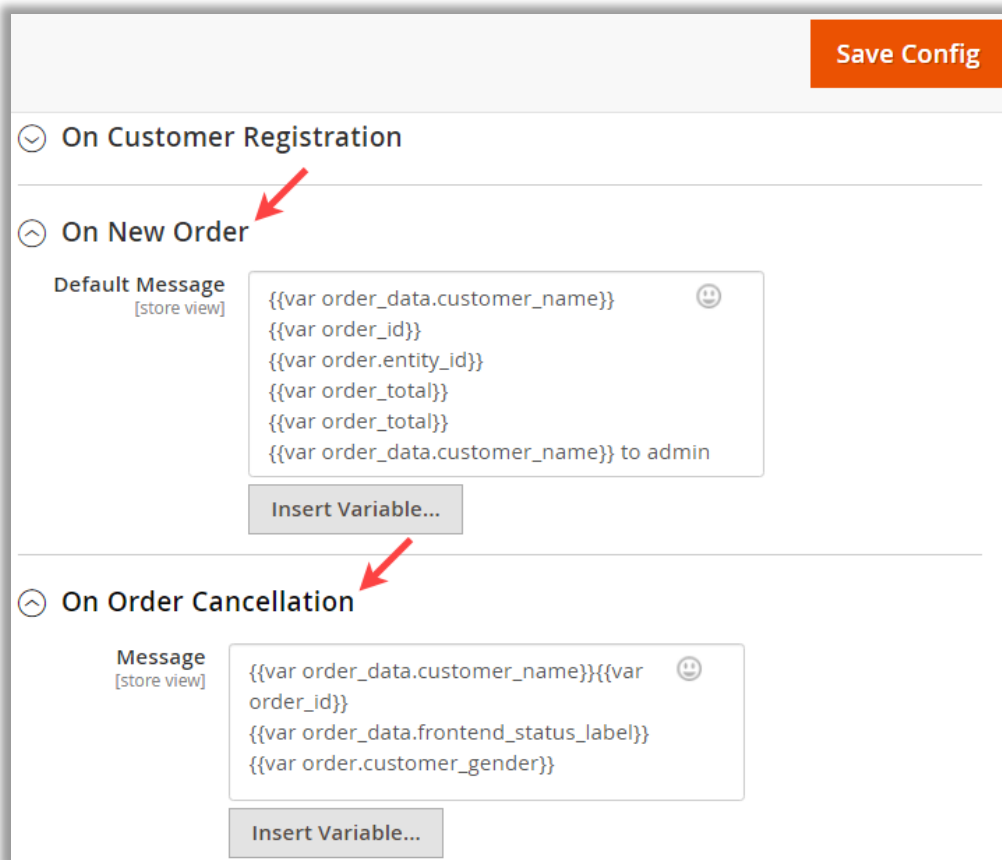 Save Config
On Customer Registration
On New Order
Default Message
[store view]
{{var order_data.customer_name}}
{{var order_id}}
{{var order.entity_id}}
{{var order_total}}
{{var order_total}}
{{var order_data.customer_name}} to admin
Insert Variable...
On Order Cancellation
Message
[store view]
{{var order_data.customer_name}}{{var
order_id}}
{{var order_data.frontend_status_label}}
{{var order.customer_gender}}
Insert Variable...